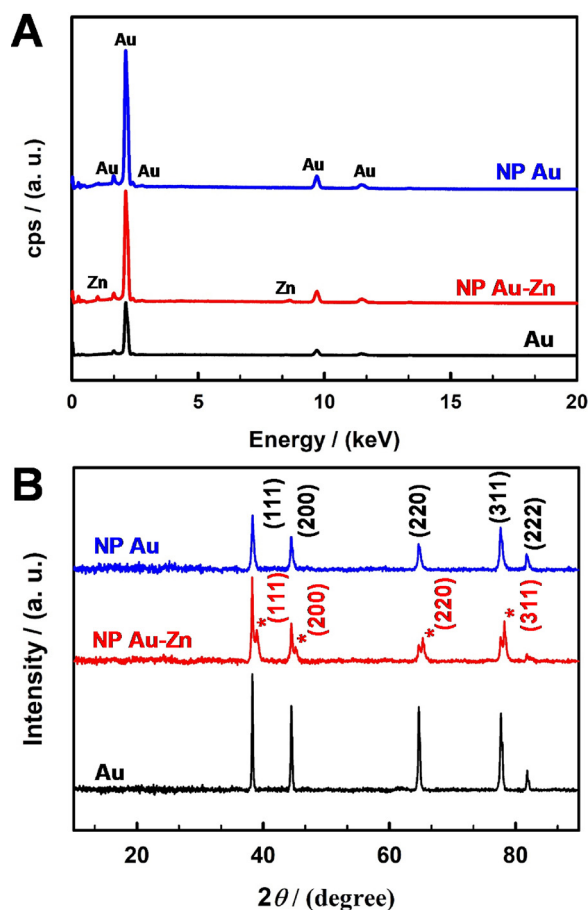 A
Au
Au
Au
Au
Au
NP Au
Zn
Zn
NP Au-Zn
Au
cps / (a. u.)
0
5
10
15
20
Energy / (keV)
B
(111)
(200)
(220)
(311)
(222)
NP Au
*(111)
*(200)
*(220)
*(311)
NP Au-Zn
Au
Intensity / (a. u.)
20
40
60
80
2θ / (degree)